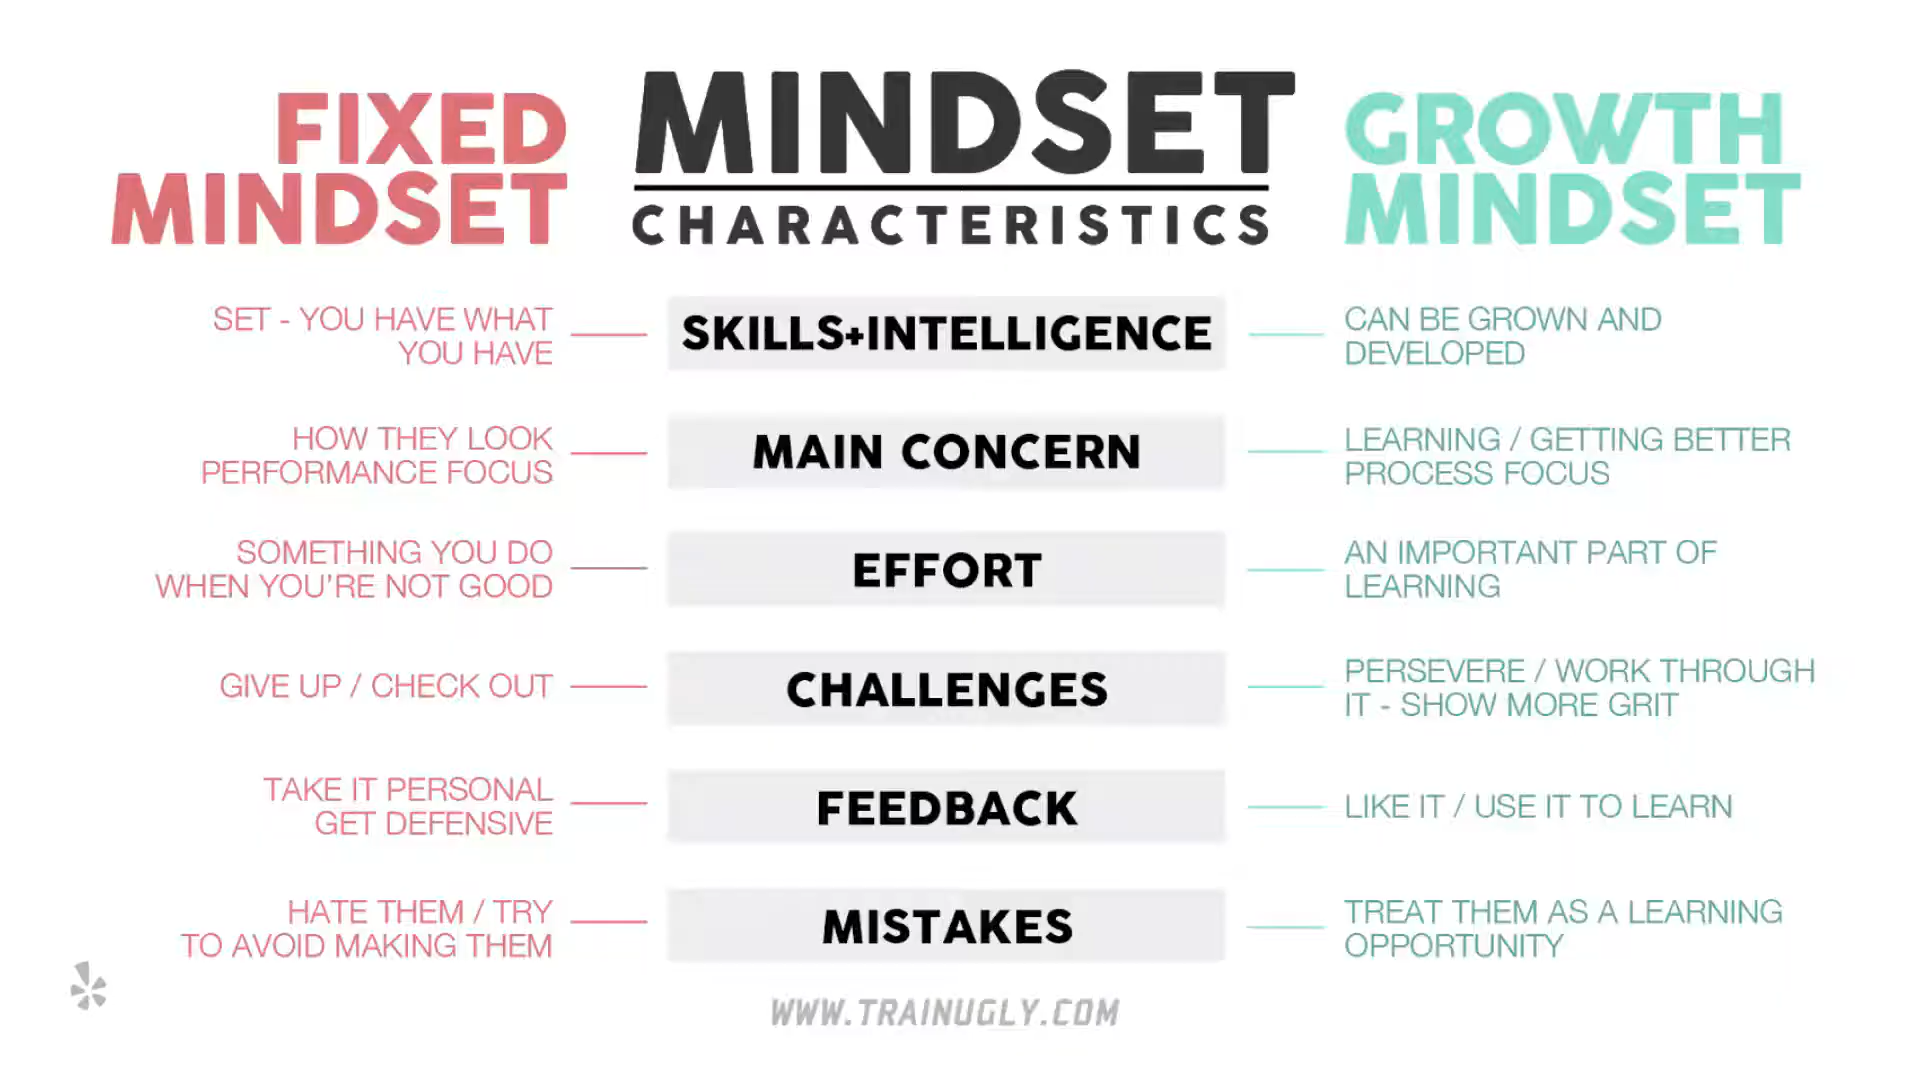 FIXED
MINDSET
MINDSET
CHARACTERISTICS
GROWTH
MINDSET
SET - YOU HAVE WHAT
YOU HAVE
SKILLS+INTELLIGENCE
CAN BE GROWN AND
DEVELOPED
HOW THEY LOOK
PERFORMANCE FOCUS
MAIN CONCERN
LEARNING / GETTING BETTER
PROCESS FOCUS
SOMETHING YOU DO
WHEN YOU'RE NOT GOOD
EFFORT
AN IMPORTANT PART OF
LEARNING
GIVE UP / CHECK OUT
CHALLENGES
PERSEVERE / WORK THROUGH
IT - SHOW MORE GRIT
TAKE IT PERSONAL
GET DEFENSIVE
FEEDBACK
LIKE IT / USE IT TO LEARN
HATE THEM / TRY
TO AVOID MAKING THEM
MISTAKES
TREAT THEM AS A LEARNING
OPPORTUNITY
WWW.TRAINUGLY.COM